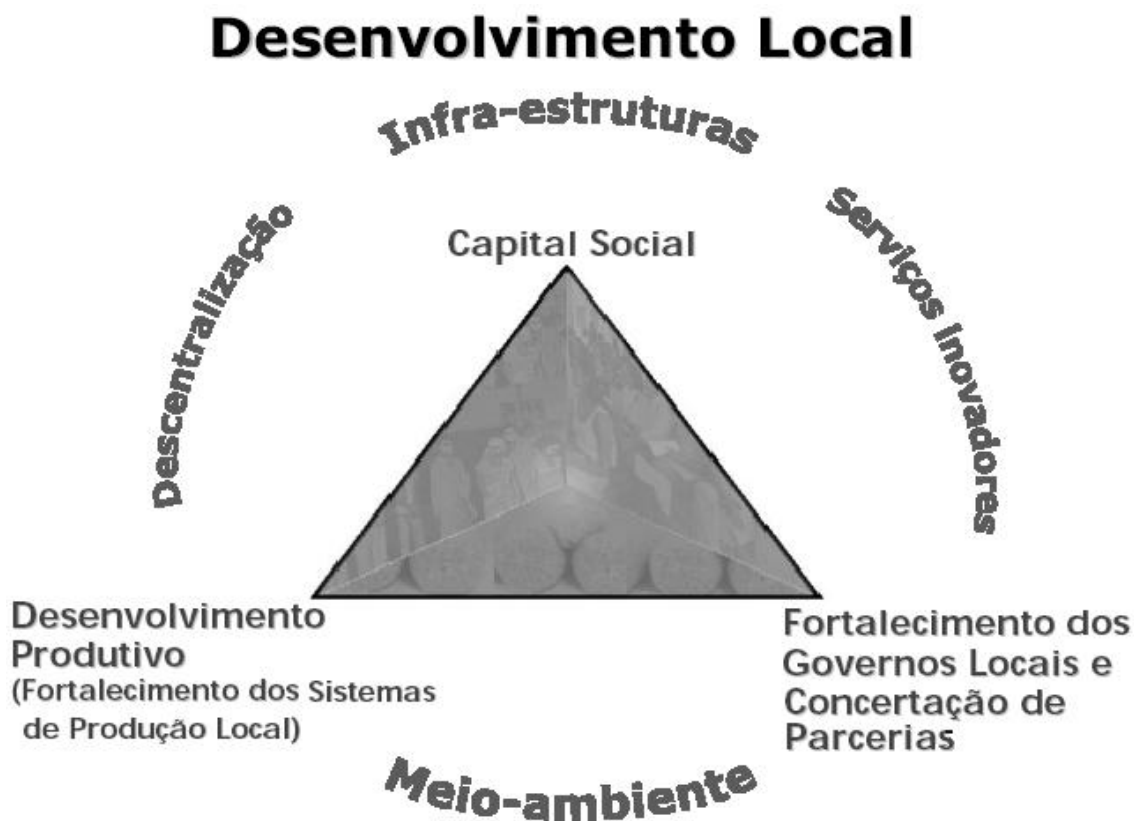 Desenvolvimento Local
Infra-estruturas
Descentralização
Serviços inovadores
Capital Social
Desenvolvimento
Produtivo
(Fortalecimento dos Sistemas
de Produção Local)
Fortalecimento dos
Governos Locais e
Concertação de
Parcerias
Meio-ambiente